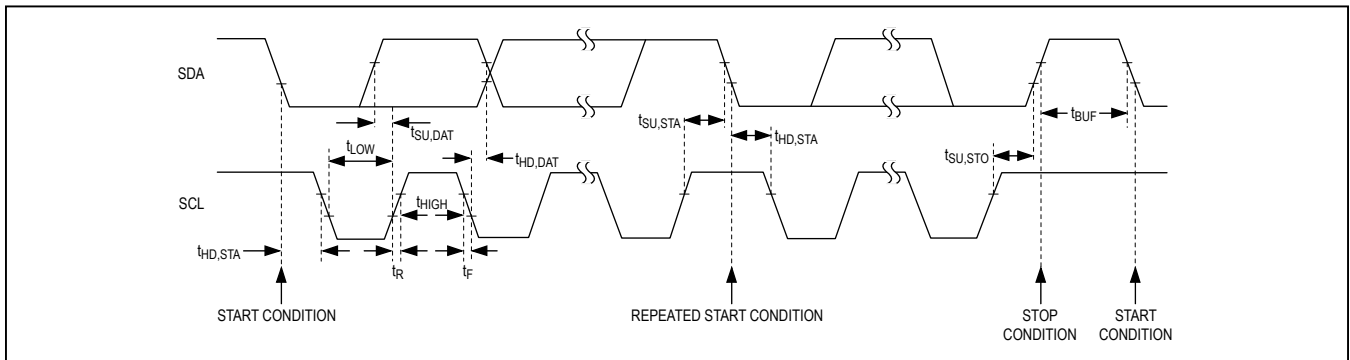 SDA
tSU,DAT
tLOW
tHD,DAT
tSU,STA
tHD,STA
tBUF
tSU,STO
SCL
tHIGH
tHD,STA
tR
tF
START CONDITION
REPEATED START CONDITION
STOP
CONDITION
START
CONDITION